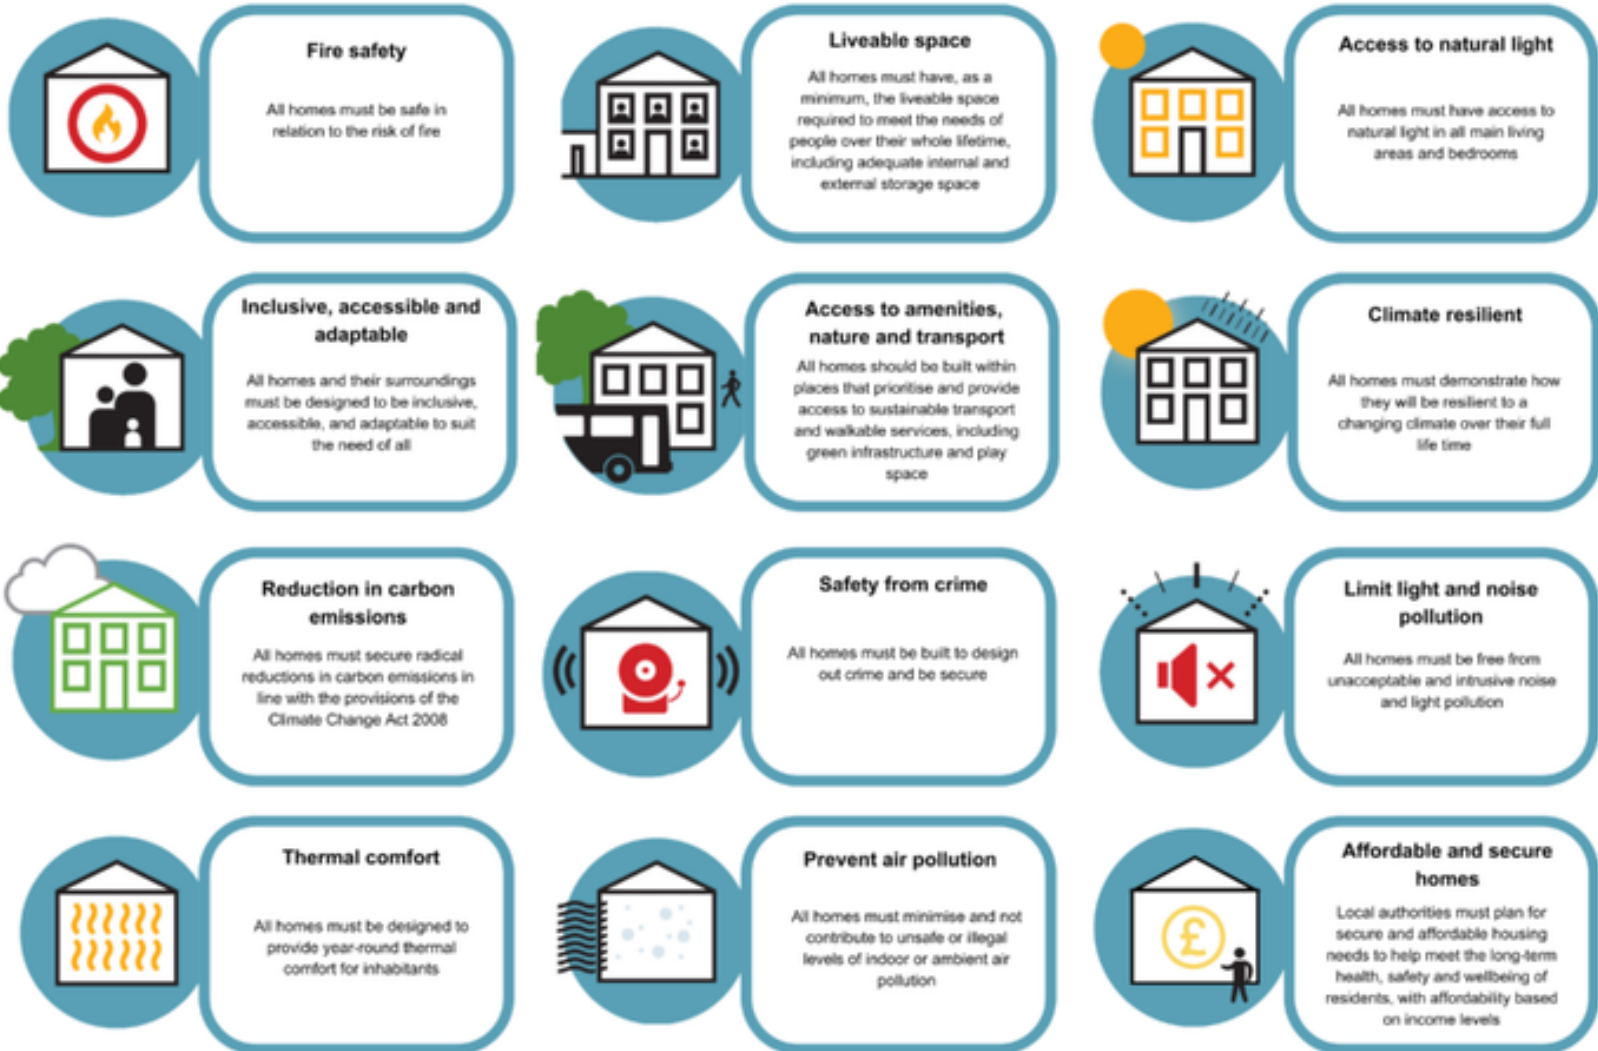 Fire safety
All homes must be safe in
relation to the risk of fire
Liveable space
All homes must have, as a
minimum, the liveable space
required to meet the needs of
people over their whole lifetime,
including adequate internal and
external storage space
Access to natural light
All homes must have access to
natural light in all main living
areas and bedrooms
Inclusive, accessible and
adaptable
All homes and their surroundings
must be designed to be inclusive,
accessible, and adaptable to suit
the need of all
Access to amenities,
nature and transport
All homes should be built within
places that prioritise and provide
access to sustainable transport
and walkable services, including
green infrastructure and play
space
Climate resilient
All homes must demonstrate how
they will be resilient to a
changing climate over their full
life time
Reduction in carbon
emissions
All homes must secure radical
reductions in carbon emissions in
line with the provisions of the
Climate Change Act 2008
Safety from crime
All homes must be built to design
out crime and be secure
Limit light and noise
pollution
All homes must be free from
unacceptable and intrusive noise
and light pollution
Thermal comfort
All homes must be designed to
provide year-round thermal
comfort for inhabitants
Prevent air pollution
All homes must minimise and not
contribute to unsafe or illegal
levels of indoor or ambient air
pollution
£
Affordable and secure
homes
Local authorities must plan for
secure and affordable housing
needs to help meet the long-term
health, safety and wellbeing of
residents, with affordability based
on income levels